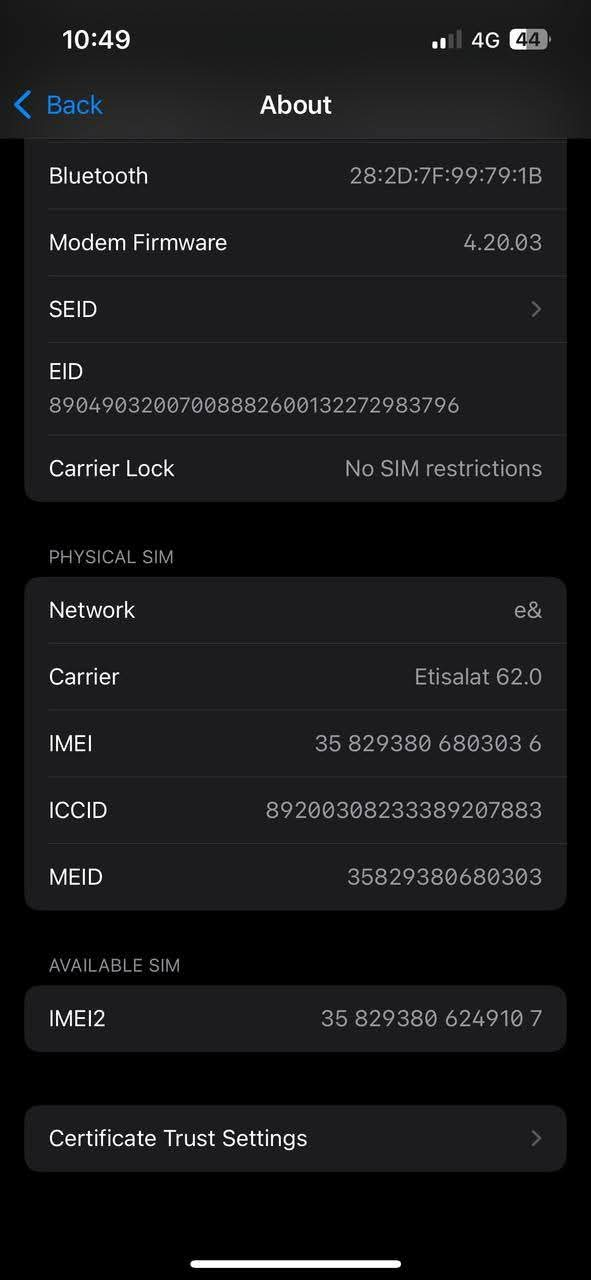 10:49
4G 44
Back
About
Bluetooth 28:2D:7F:99:79:1B
Modem Firmware 4.20.03
SEID
EID
89049032007008882600132272983796
Carrier Lock No SIM restrictions
PHYSICAL SIM
Network e&
Carrier Etisalat 62.0
IMEI 35 829380 680303 6
ICCID 89200308233389207883
MEID 35829380680303
AVAILABLE SIM
IMEI2 35 829380 624910 7
Certificate Trust Settings